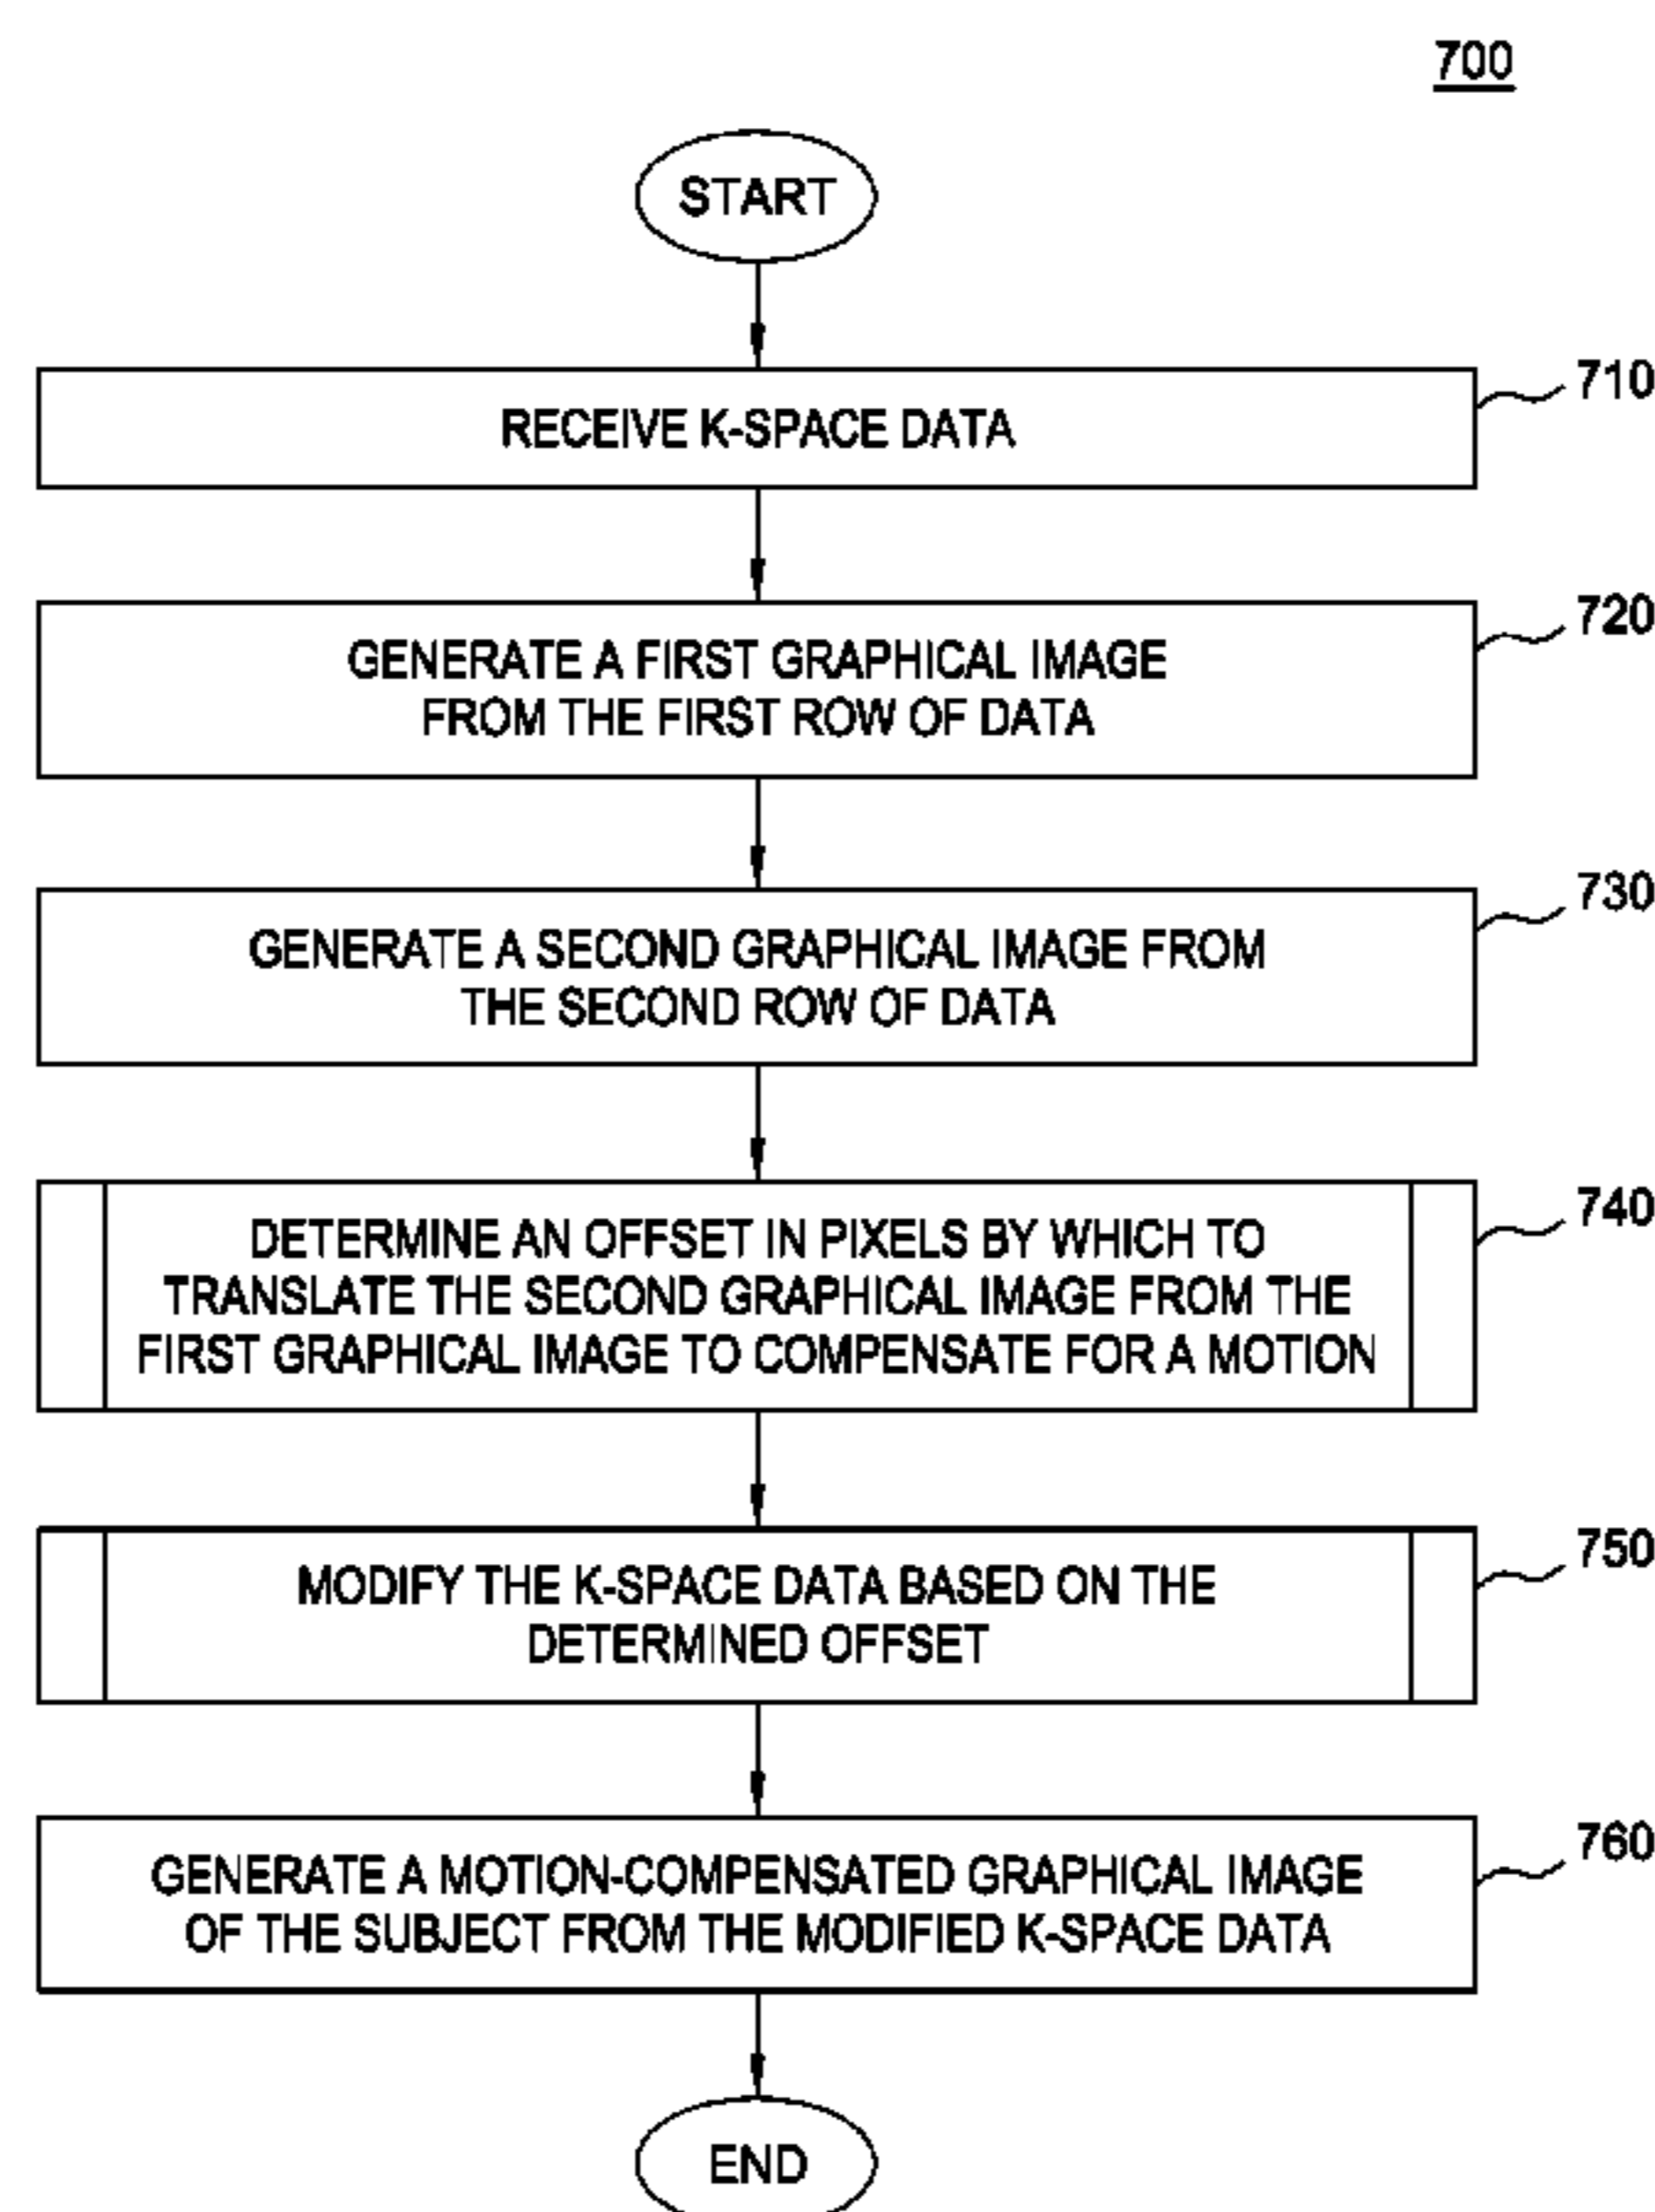 700
START
RECEIVE K-SPACE DATA
710
GENERATE A FIRST GRAPHICAL IMAGE
FROM THE FIRST ROW OF DATA
720
GENERATE A SECOND GRAPHICAL IMAGE FROM
THE SECOND ROW OF DATA
730
DETERMINE AN OFFSET IN PIXELS BY WHICH TO
TRANSLATE THE SECOND GRAPHICAL IMAGE FROM THE
FIRST GRAPHICAL IMAGE TO COMPENSATE FOR A MOTION
740
MODIFY THE K-SPACE DATA BASED ON THE
DETERMINED OFFSET
750
GENERATE A MOTION-COMPENSATED GRAPHICAL IMAGE
OF THE SUBJECT FROM THE MODIFIED K-SPACE DATA
760
END